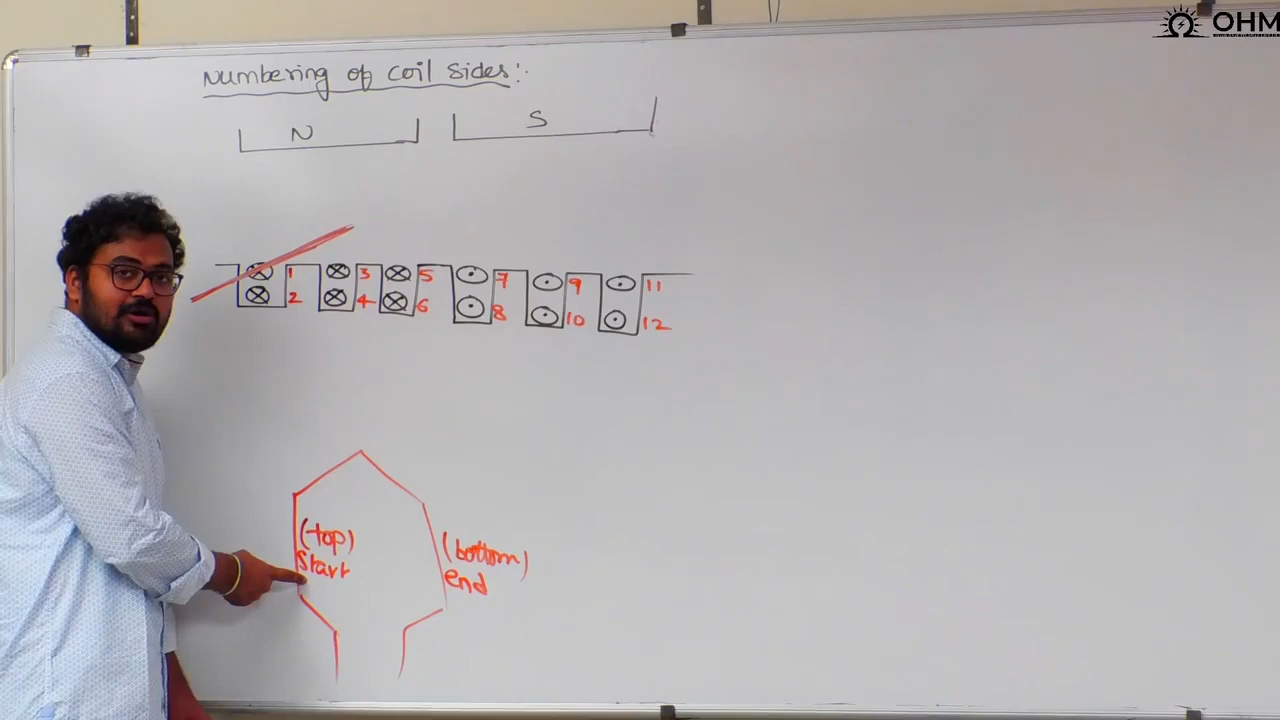 OHM
Numbering of coil sides:
N S
1 3 5 7 9 11
2 4 6 8 10 12
(top) (bottom)
Start end